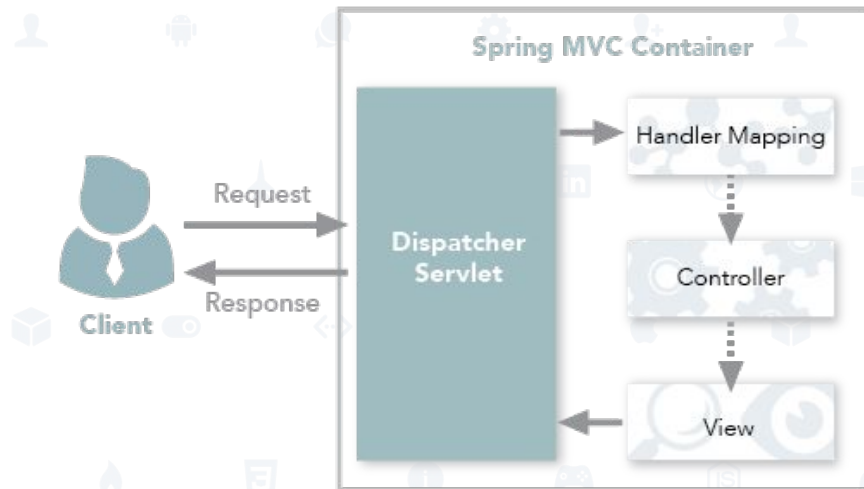 Spring MVC Container
Handler Mapping
Request
Dispatcher
Servlet
Controller
Response
Client
View